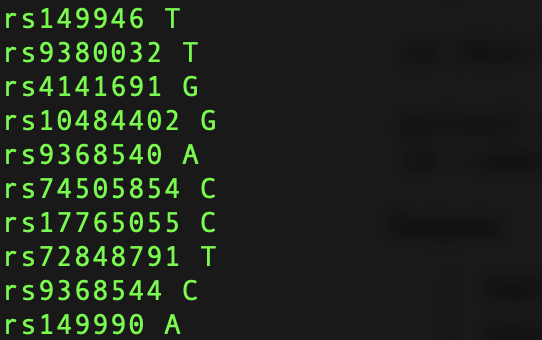 rs149946 T
rs9380032 T
rs4141691 G
rs10484402 G
rs9368540 A
rs74505854 C
rs17765055 C
rs72848791 T
rs9368544 C
rs149990 A